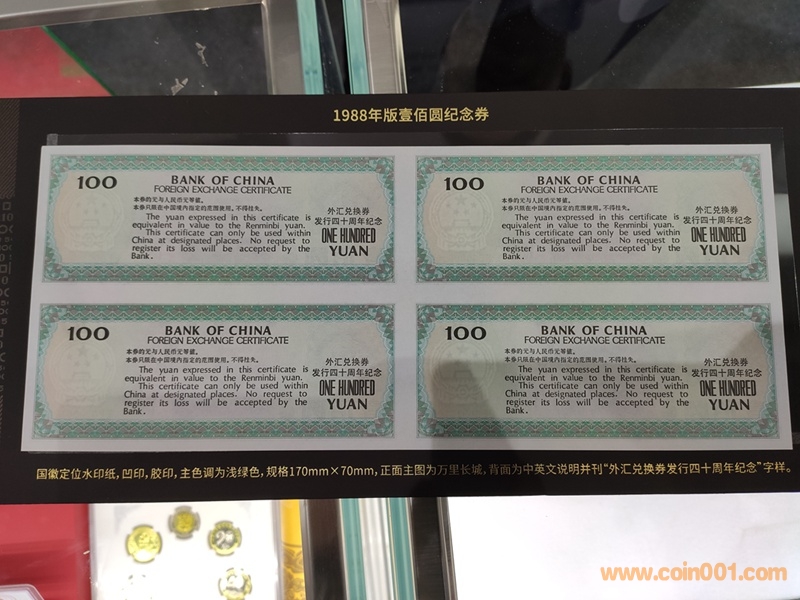 1988年版壹佰圆纪念券
100
BANK OF CHINA
FOREIGN EXCHANGE CERTIFICATE
本券的元与人民币元等值。
本券只限在中国境内指定的范围使用。不得挂失。
The yuan expressed in this certificate is
equivalent in value to the Renminbi yuan.
This certificate can only be used within
China at designated places. No request to
register its loss will be accepted by the
Bank.
外汇兑换券
发行四十周年纪念
ONE HUNDRED
YUAN
100
BANK OF CHINA
FOREIGN EXCHANGE CERTIFICATE
本券的元与人民币元等值。
本券只限在中国境内指定的范围使用。不得挂失。
The yuan expressed in this certificate is
equivalent in value to the Renminbi yuan.
This certificate can only be used within
China at designated places. No request to
register its loss will be accepted by the
Bank.
外汇兑换券
发行四十周年纪念
ONE HUNDRED
YUAN
100
BANK OF CHINA
FOREIGN EXCHANGE CERTIFICATE
本券的元与人民币元等值。
本券只限在中国境内指定的范围使用。不得挂失。
The yuan expressed in this certificate is
equivalent in value to the Renminbi yuan.
This certificate can only be used within
China at designated places. No request to
register its loss will be accepted by the
Bank.
外汇兑换券
发行四十周年纪念
ONE HUNDRED
YUAN
100
BANK OF CHINA
FOREIGN EXCHANGE CERTIFICATE
本券的元与人民币元等值。
本券只限在中国境内指定的范围使用。不得挂失。
The yuan expressed in this certificate is
equivalent in value to the Renminbi yuan.
This certificate can only be used within
China at designated places. No request to
register its loss will be accepted by the
Bank.
外汇兑换券
发行四十周年纪念
ONE HUNDRED
YUAN
国徽定位水印纸,凹印,胶印,主色调为浅绿色,规格170mm×70mm,正面主图为万里长城,背面为中英文说明并刊“外汇兑换券发行四十周年纪念”字样。
www.coin001.com